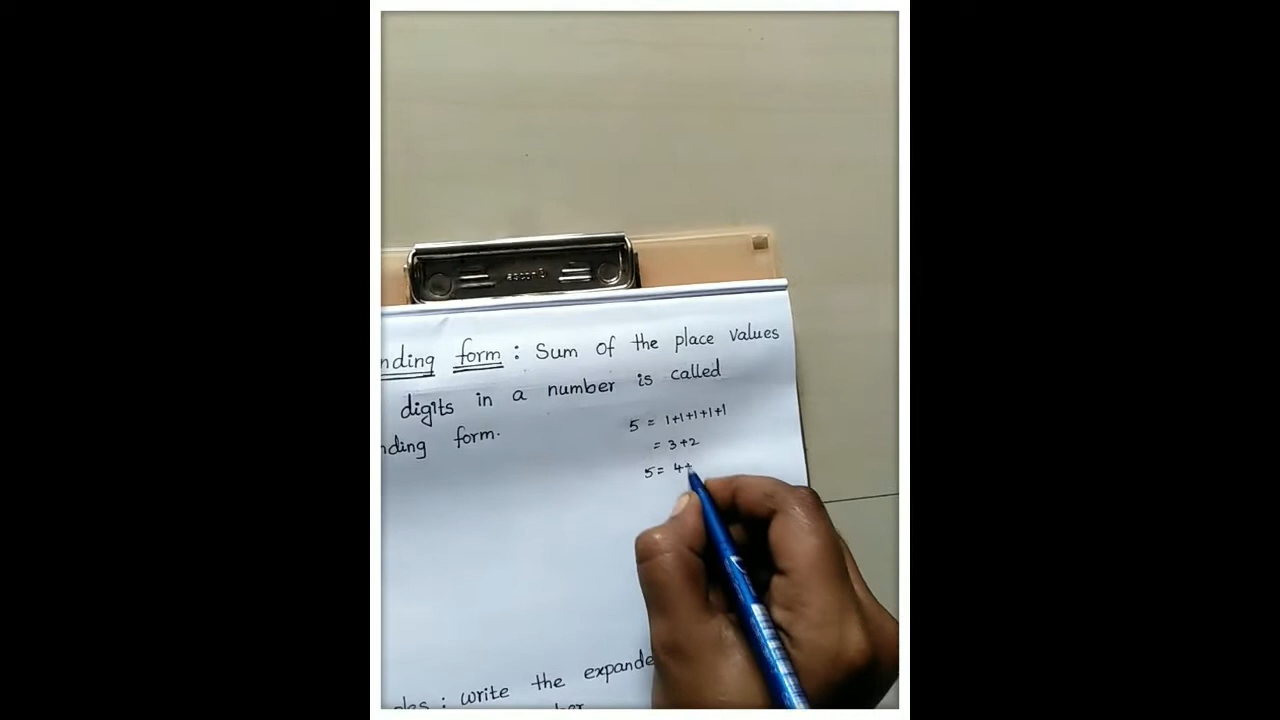 nding form : Sum of the place values
digits in a number is called
nding form.
5 = 1+1+1+1+1
= 3+2
5 = 4+
ples : write the expande